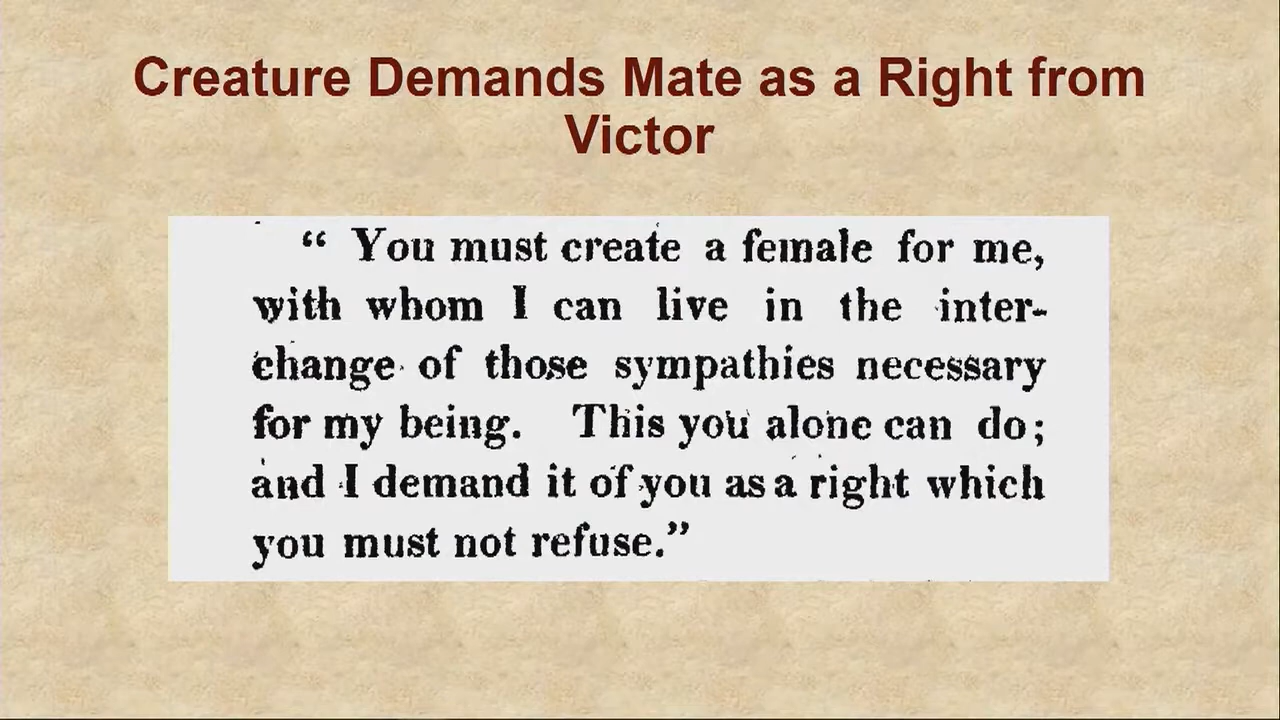 Creature Demands Mate as a Right from
Victor
“ You must create a female for me,
with whom I can live in the inter-
change of those sympathies necessary
for my being. This you alone can do;
and I demand it of you as a right which
you must not refuse.”